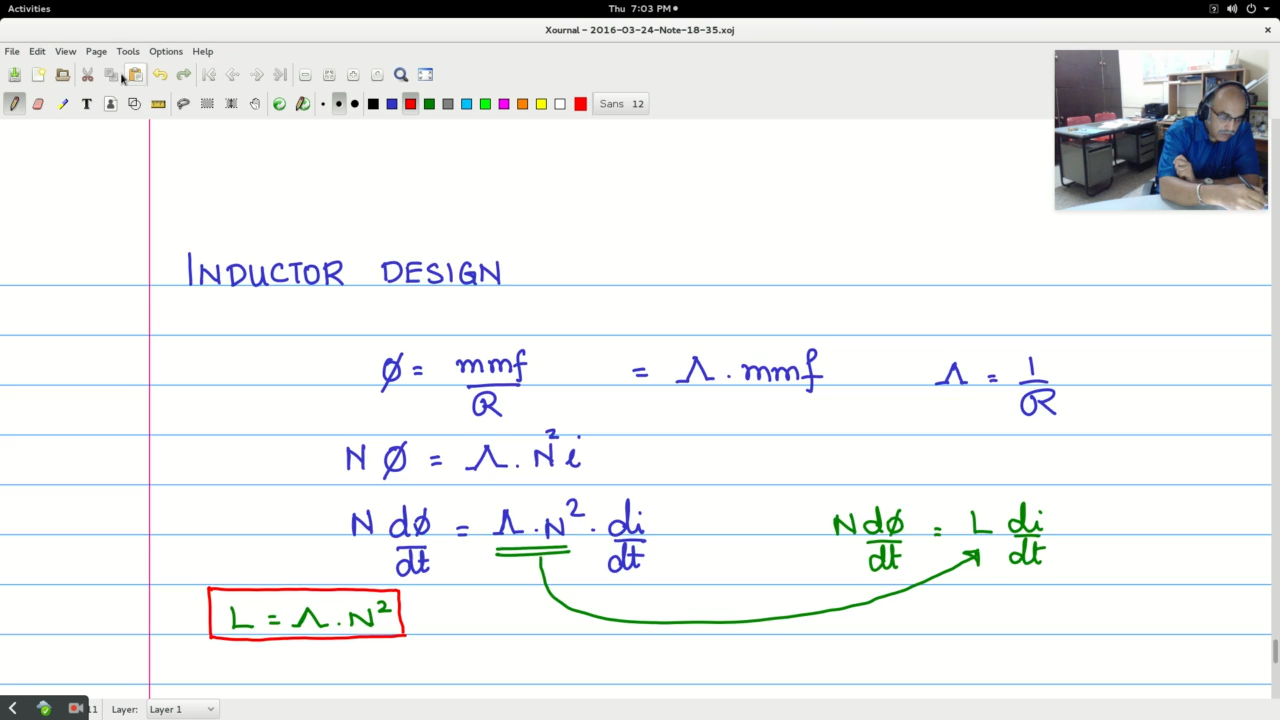 Activities
Thu 7:03 PM
Xournal – 2016-03-24-Note-18-35.xoj
File Edit View Page Tools Options Help
Sans 12
INDUCTOR DESIGN
φ = mmf/R = Λ . mmf Λ = 1/R
N φ = Λ . N² i
N dφ/dt = Λ . N² . di/dt N dφ/dt = L di/dt
L = Λ . N²
11 Layer: Layer 1